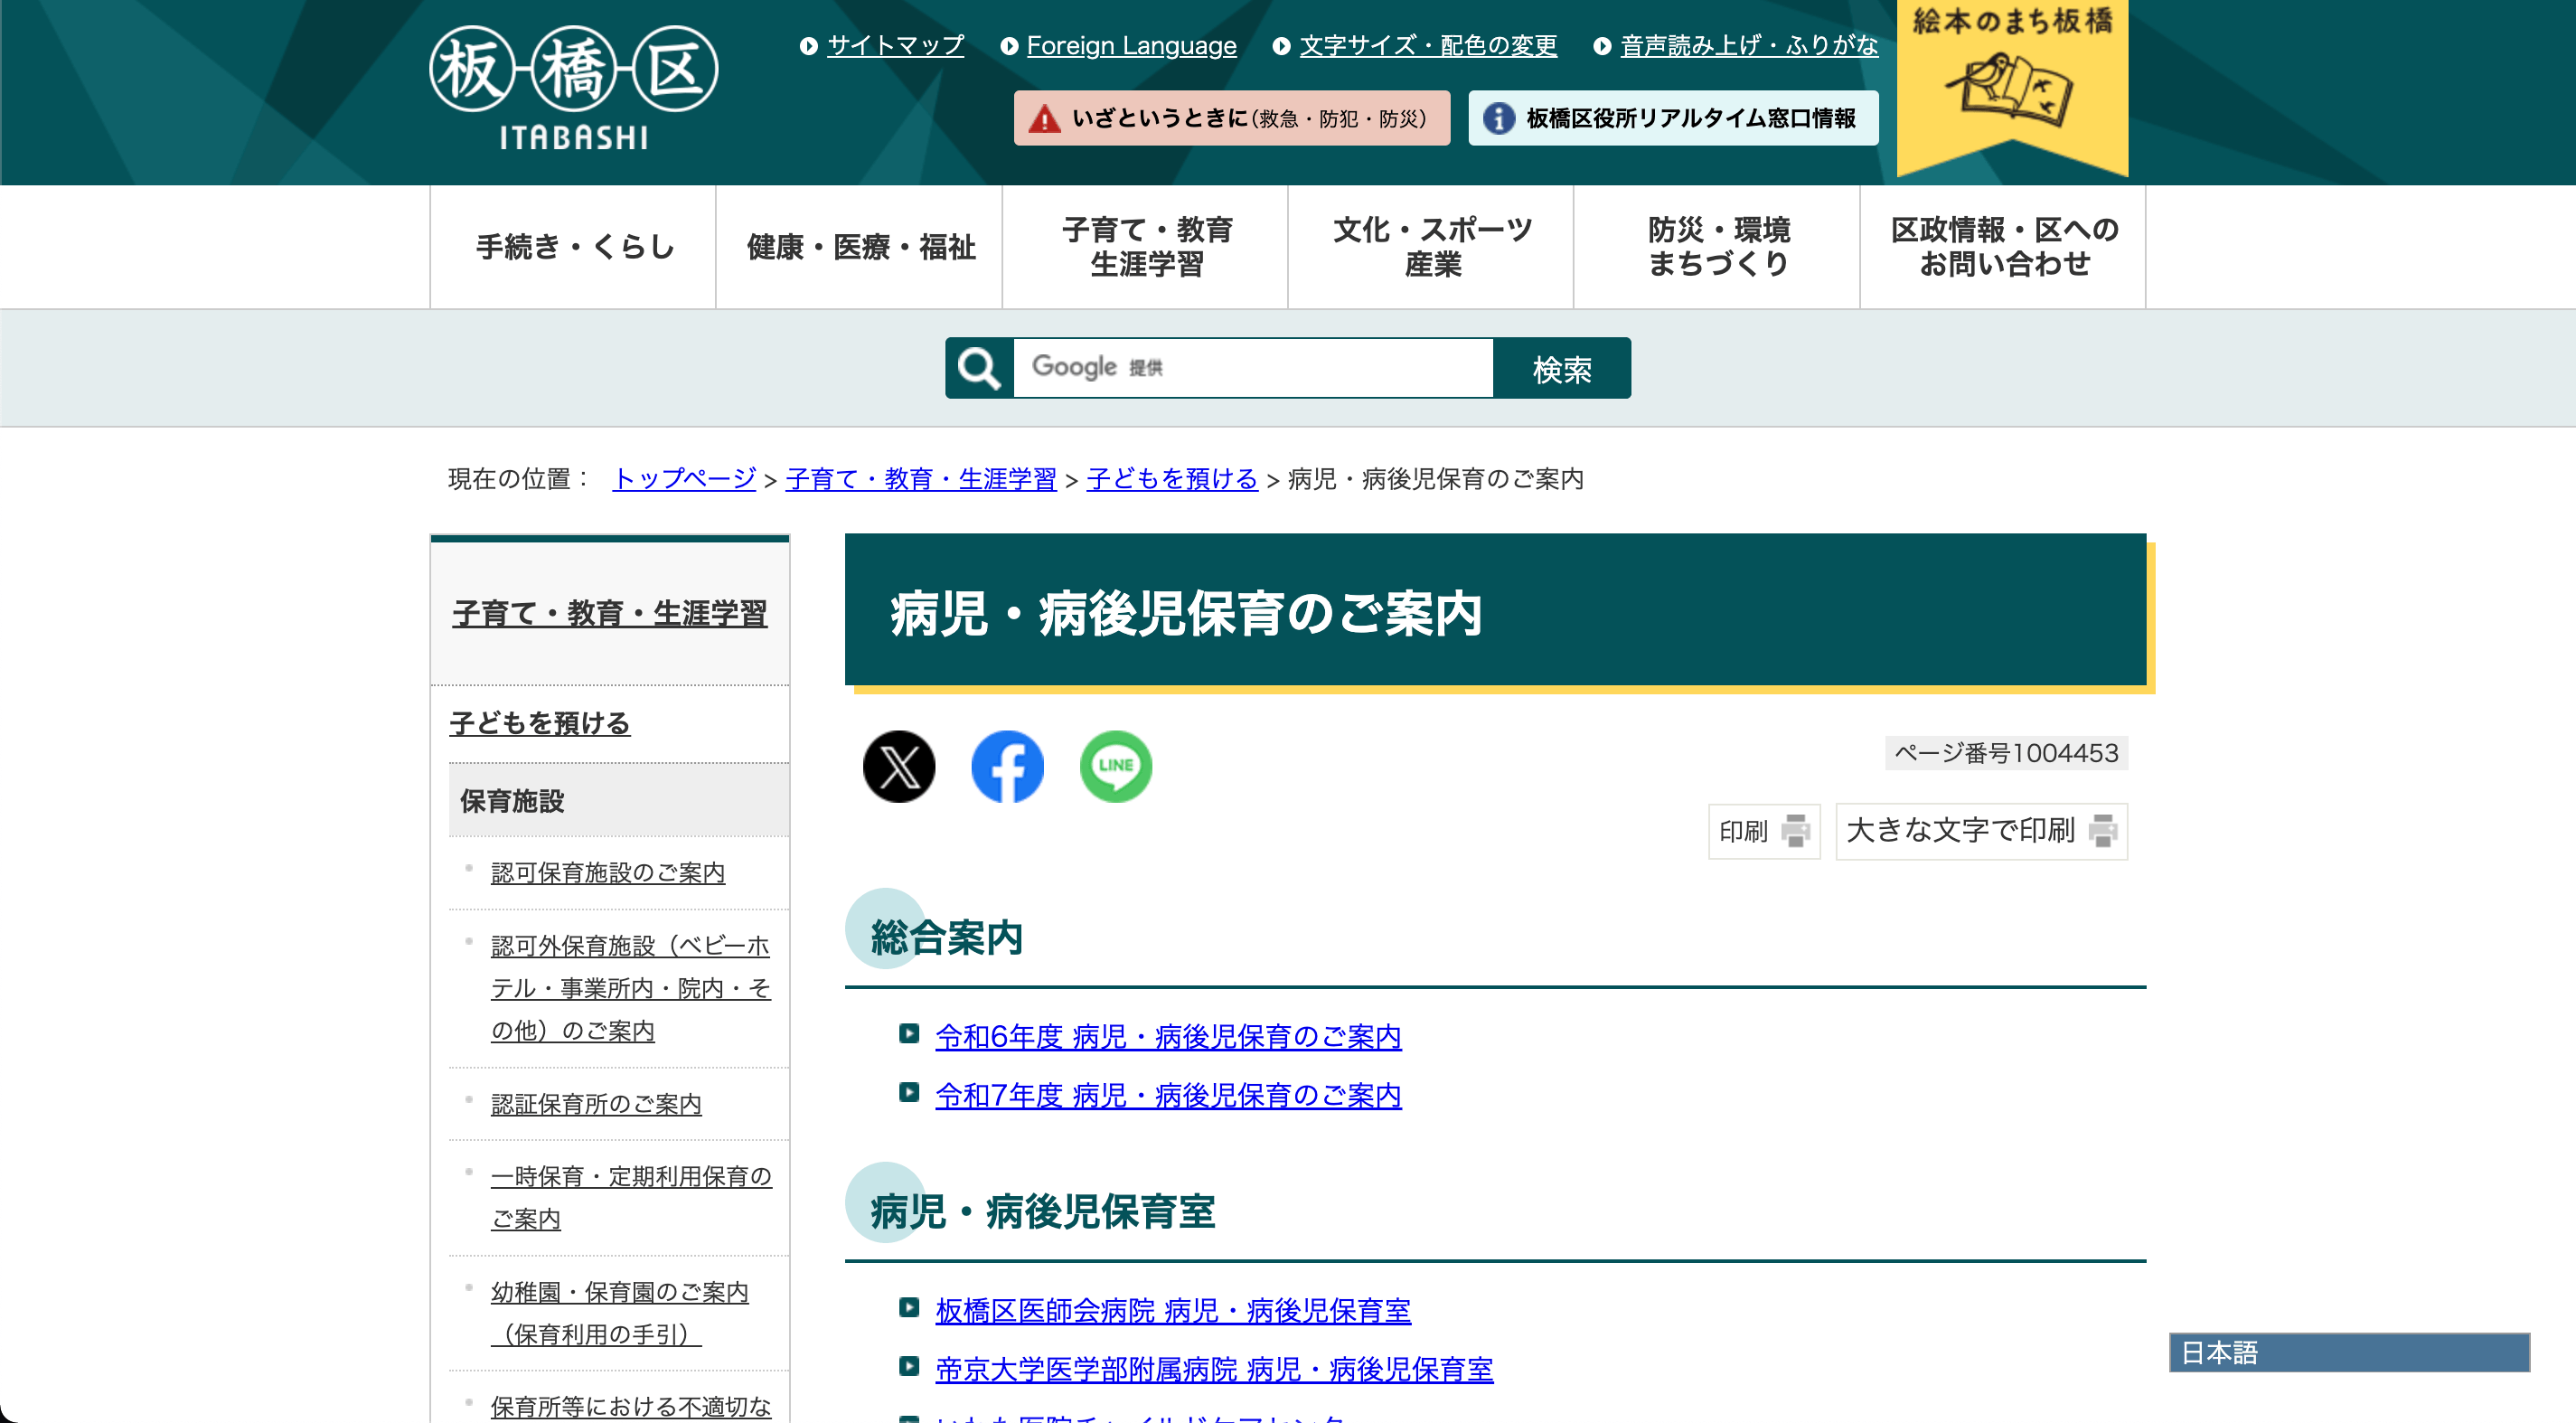 板橋区
ITABASHI
サイトマップ
Foreign Language
文字サイズ・配色の変更
音声読み上げ・ふりがな
いざというときに(救急・防犯・防災)
板橋区役所リアルタイム窓口情報
絵本のまち板橋
手続き・くらし
健康・医療・福祉
子育て・教育
生涯学習
文化・スポーツ
産業
防災・環境
まちづくり
区政情報・区への
お問い合わせ
Google 提供
検索
現在の位置: トップページ > 子育て・教育・生涯学習 > 子どもを預ける > 病児・病後児保育のご案内
子育て・教育・生涯学習
子どもを預ける
保育施設
認可保育施設のご案内
認可外保育施設(ベビーホ
テル・事業所内・院内・そ
の他)のご案内
認証保育所のご案内
一時保育・定期利用保育の
ご案内
幼稚園・保育園のご案内
(保育利用の手引)
保育所等における不適切な
病児・病後児保育のご案内
LINE
ページ番号1004453
印刷
大きな文字で印刷
総合案内
令和6年度 病児・病後児保育のご案内
令和7年度 病児・病後児保育のご案内
病児・病後児保育室
板橋区医師会病院 病児・病後児保育室
帝京大学医学部附属病院 病児・病後児保育室
日本語